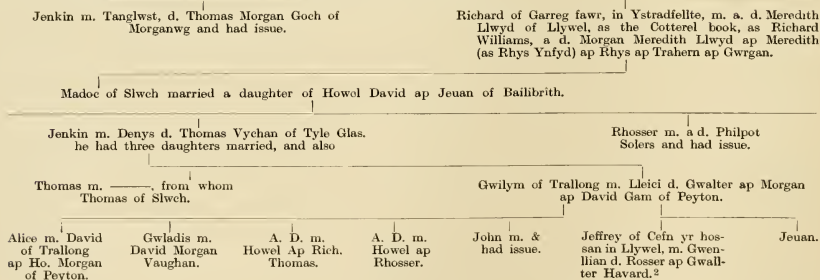 Jenkin m. Tanglwst, d. Thomas Morgan Goch of
Morganwg and had issue.
Richard of Garreg fawr, in Ystradfellte, m. a. d. Meredith
Llwyd of Llywel, as the Cotterel book, as Richard
Williams, a d. Morgan Meredith Llwyd ap Meredith
(as Rhys Ynfyd) ap Rhys ap Trahern ap Gwrgan.
Madoc of Slwch married a daughter of Howol David ap Jeuan of Bailibrith.
Jenkin m. Denys d. Thomas Vychan of Tyle Glas.
he had three daughters married, and also
Rhosser m. a d. Philpot
Solers and had issue.
Thomas m. ———, from whom
Thomas of Slwch.
Gwilym of Trallong m. Lleici d. Gwalter ap Morgan
ap David Gam of Peyton.
Alice m. David
of Trallong
ap Ho. Morgan
of Peyton.
Gwladis m.
David Morgan
Vaughan.
A. D. m.
Howel Ap Rich.
Thomas.
A. D. m.
Howel ap
Rhosser.
John m. &
had issue.
Jeffrey of Cefn yr hos-
san in Llywel, m. Gwen-
llian d. Rosser ap Gwall-
ter Havard.²
Jeuan.